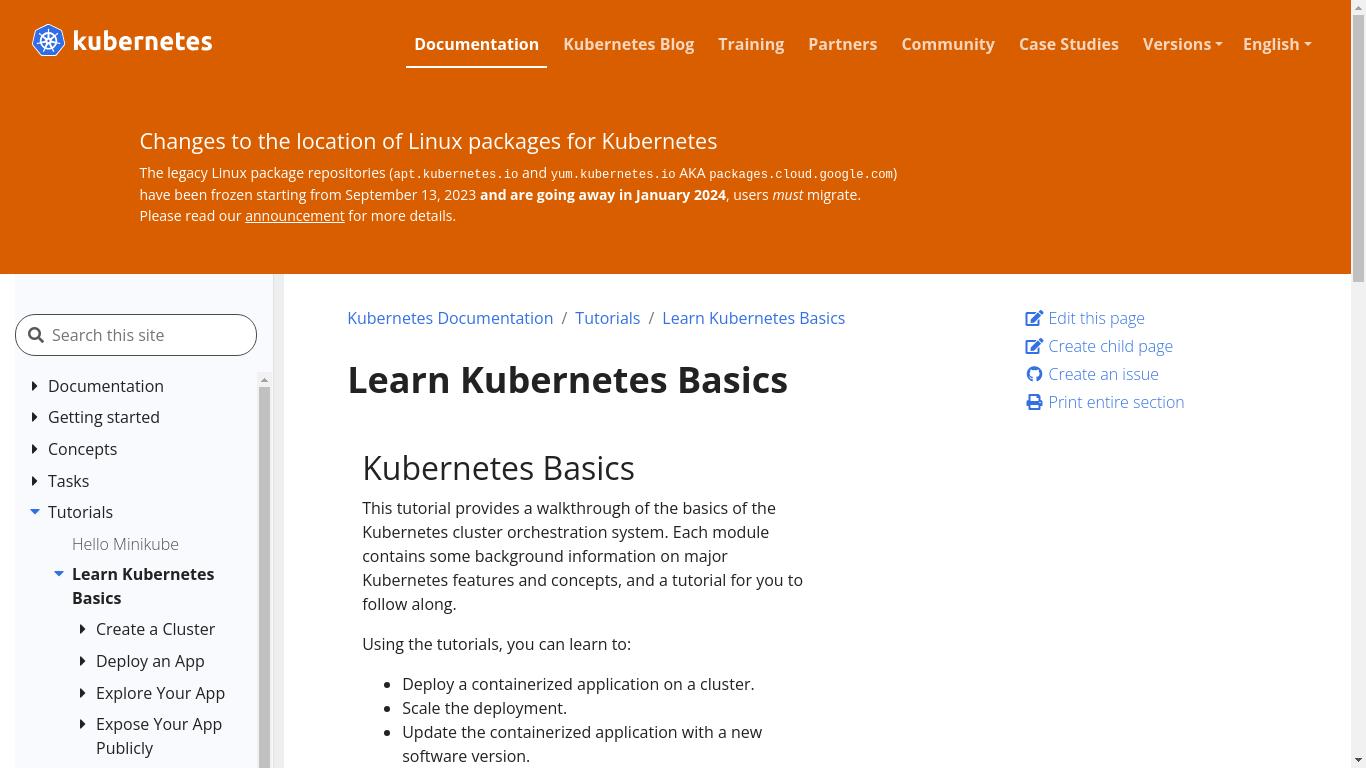 kubernetes
Documentation
Kubernetes Blog
Training
Partners
Community
Case Studies
Versions
English
Changes to the location of Linux packages for Kubernetes
The legacy Linux package repositories (apt.kubernetes.io and yum.kubernetes.io AKA packages.cloud.google.com)
have been frozen starting from September 13, 2023 and are going away in January 2024, users must migrate.
Please read our announcement for more details.
Search this site
Documentation
Getting started
Concepts
Tasks
Tutorials
Hello Minikube
Learn Kubernetes
Basics
Create a Cluster
Deploy an App
Explore Your App
Expose Your App
Publicly
Kubernetes Documentation / Tutorials / Learn Kubernetes Basics
Learn Kubernetes Basics
Kubernetes Basics
This tutorial provides a walkthrough of the basics of the
Kubernetes cluster orchestration system. Each module
contains some background information on major
Kubernetes features and concepts, and a tutorial for you to
follow along.
Using the tutorials, you can learn to:
Deploy a containerized application on a cluster.
Scale the deployment.
Update the containerized application with a new
software version.
Edit this page
Create child page
Create an issue
Print entire section